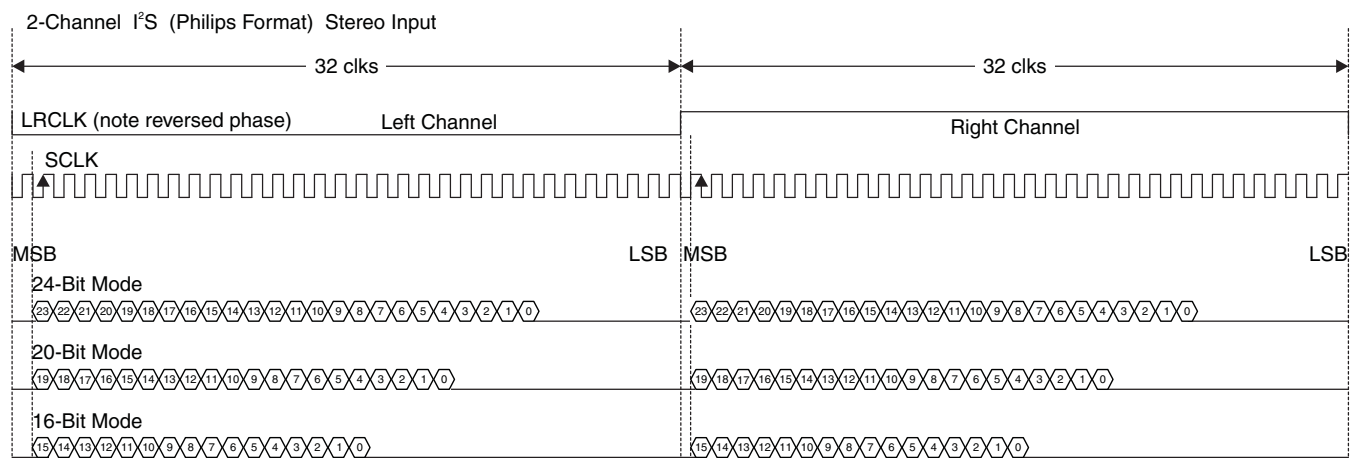 2-Channel I²S (Philips Format) Stereo Input
32 clks 32 clks
LRCLK (note reversed phase) Left Channel Right Channel
SCLK
MSB LSB MSB LSB
24-Bit Mode
23 22 21 20 19 18 17 16 15 14 13 12 11 10 9 8 7 6 5 4 3 2 1 0 23 22 21 20 19 18 17 16 15 14 13 12 11 10 9 8 7 6 5 4 3 2 1 0
20-Bit Mode
19 18 17 16 15 14 13 12 11 10 9 8 7 6 5 4 3 2 1 0 19 18 17 16 15 14 13 12 11 10 9 8 7 6 5 4 3 2 1 0
16-Bit Mode
15 14 13 12 11 10 9 8 7 6 5 4 3 2 1 0 15 14 13 12 11 10 9 8 7 6 5 4 3 2 1 0